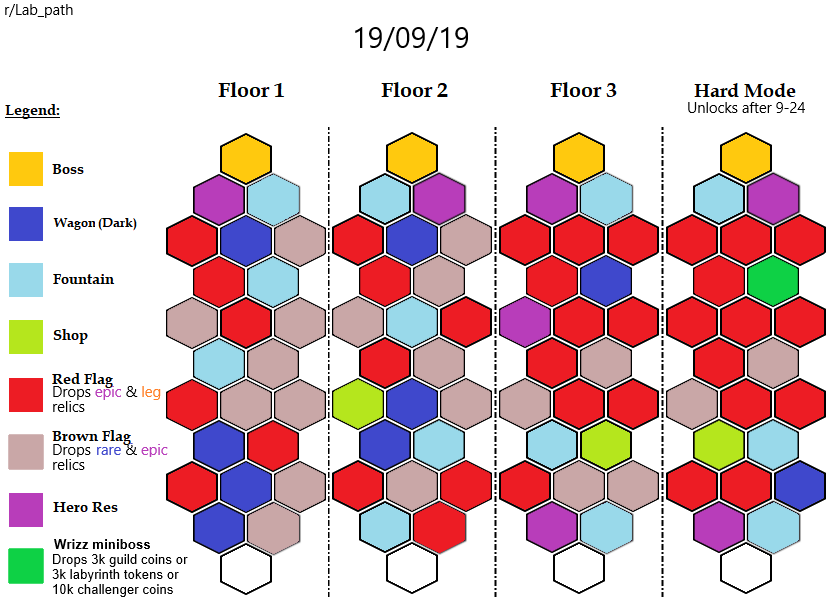 r/Lab_path
19/09/19
Floor 1
Floor 2
Floor 3
Hard Mode
Unlocks after 9-24
Legend:
Boss
Wagon (Dark)
Fountain
Shop
Red Flag
Drops epic & leg
relics
Brown Flag
Drops rare & epic
relics
Hero Res
Wrizz miniboss
Drops 3k guild coins or
3k labyrinth tokens or
10k challenger coins